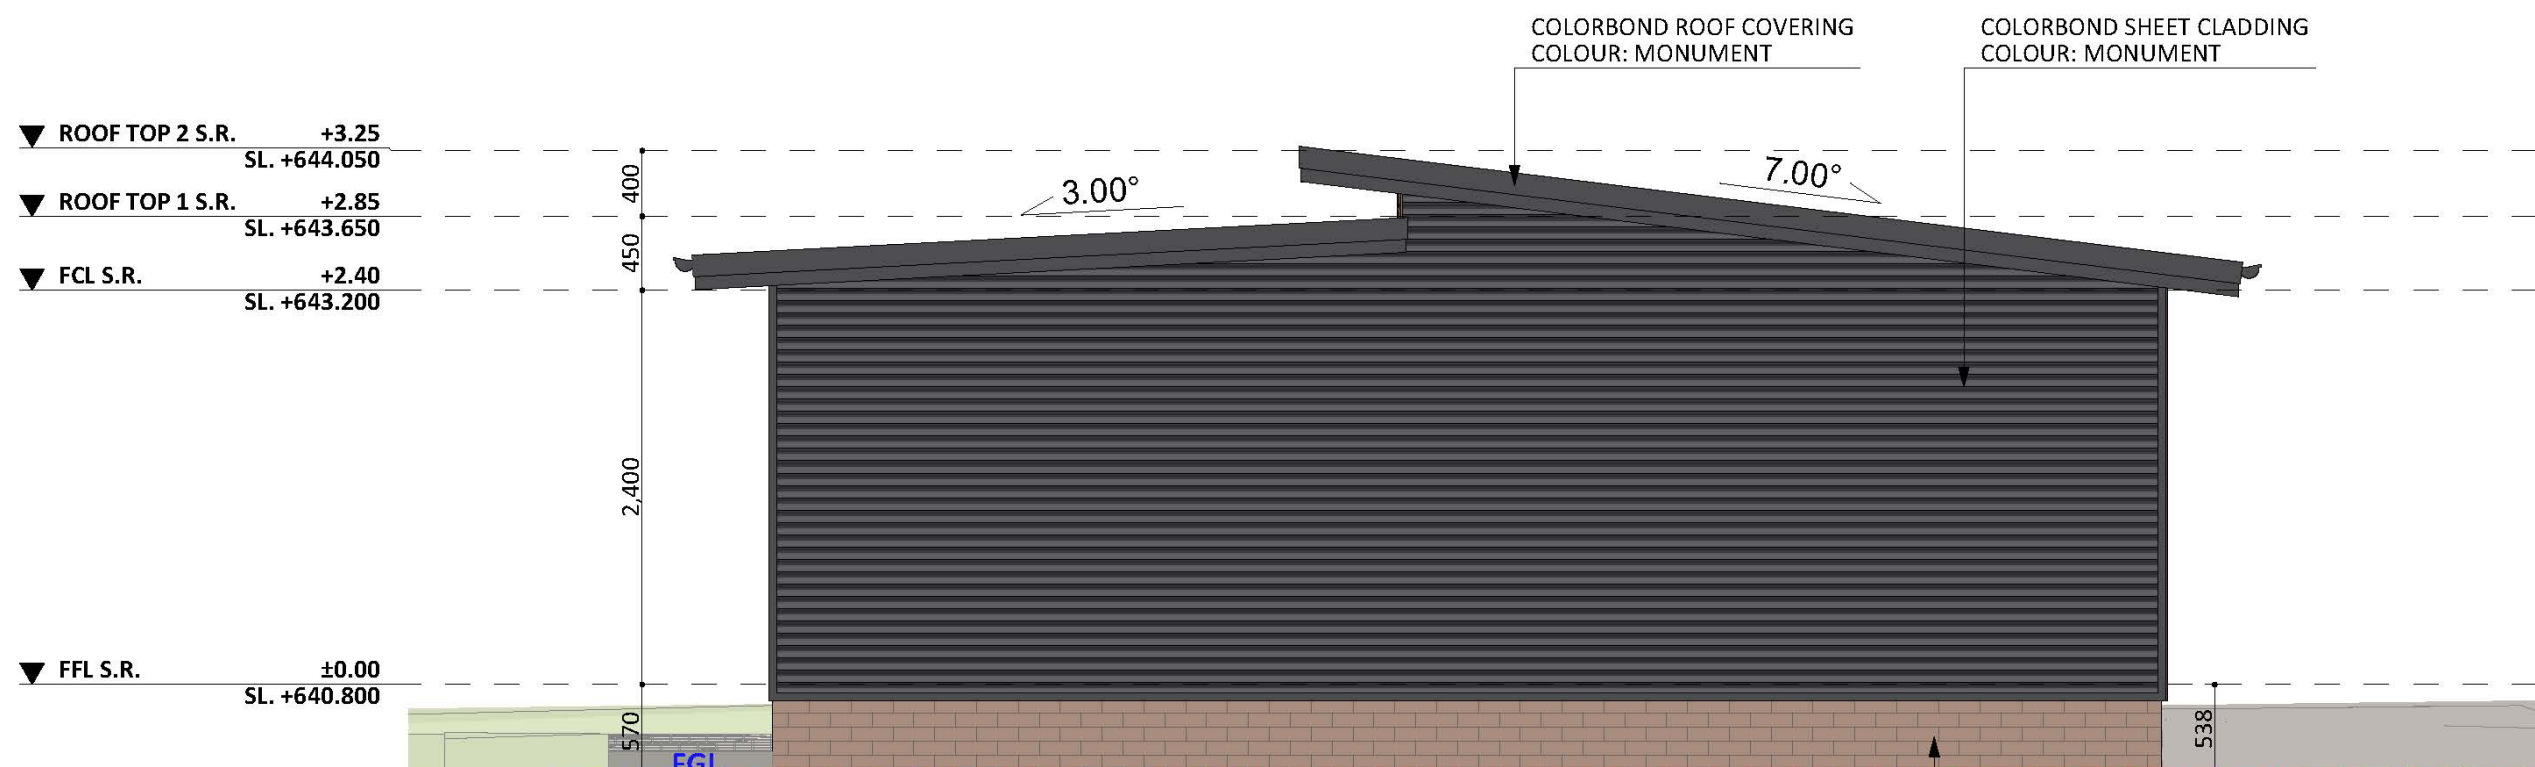 COLORBOND ROOF COVERING
COLOUR: MONUMENT
COLORBOND SHEET CLADDING
COLOUR: MONUMENT
ROOF TOP 2 S.R. +3.25
SL. +644.050
ROOF TOP 1 S.R. +2.85
SL. +643.650
FCL S.R. +2.40
SL. +643.200
FFL S.R. ±0.00
SL. +640.800
400
450
2,400
570
3.00°
7.00°
538